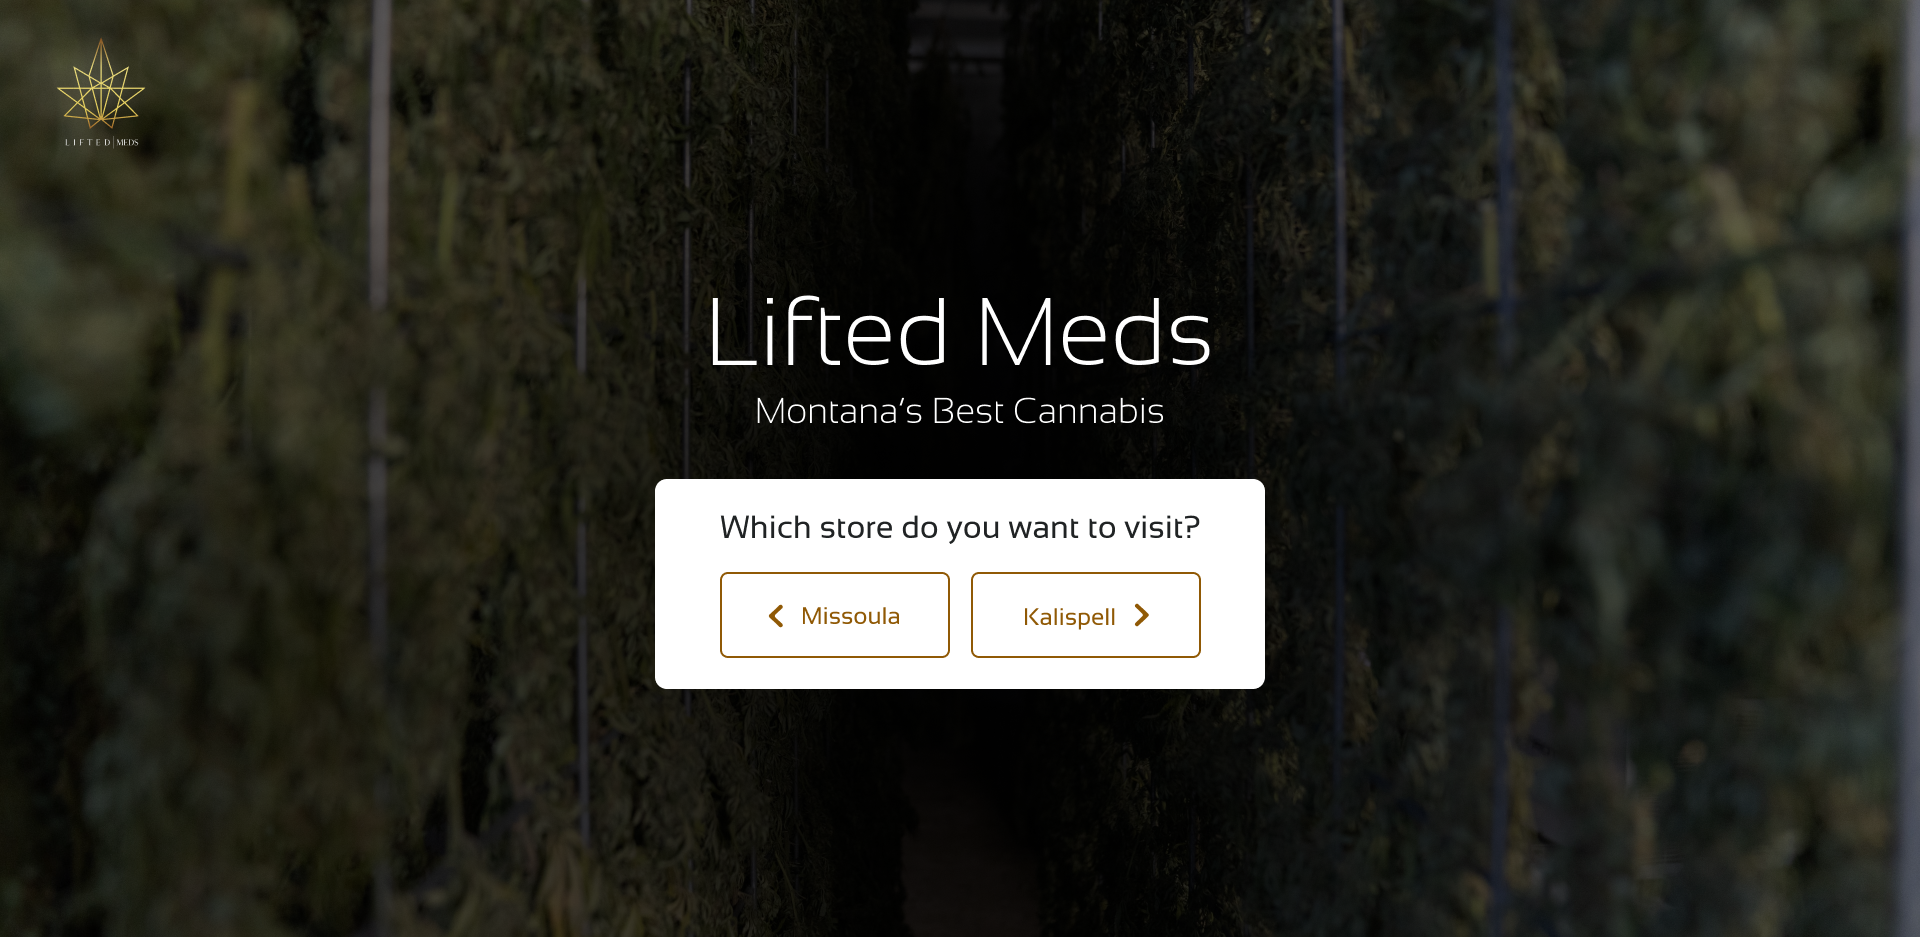 LIFTED|MEDS
Lifted Meds
Montana's Best Cannabis
Which store do you want to visit?
Missoula
Kalispell